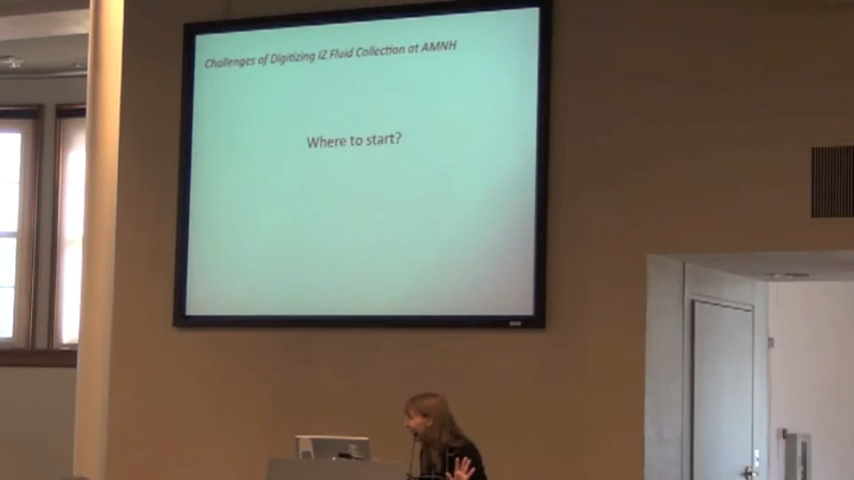 Challenges of Digitizing IZ Fluid Collection at AMNH
Where to start?